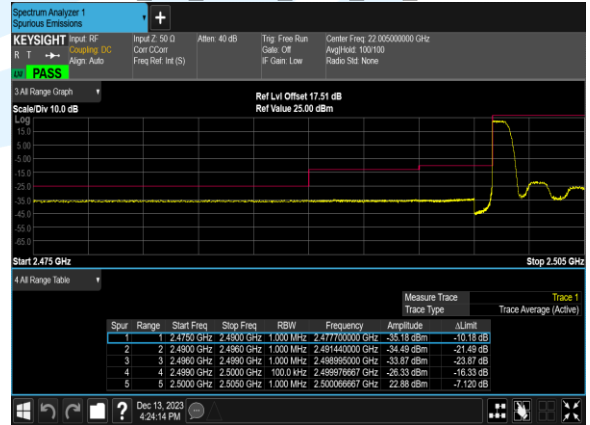 Spectrum Analyzer 1
Spurious Emissions
+
KEYSIGHT Input: RF Input Z: 50 Ω Atten: 40 dB Trig: Free Run Center Freq: 22.005000000 GHz
R T Coupling: DC Corr CCorr Gate: Off Avg|Hold: 100/100
Align: Auto Freq Ref: Int (S) IF Gain: Low Radio Std: None
PASS
3 All Range Graph Ref Lvl Offset 17.51 dB
Scale/Div 10.0 dB Ref Value 25.00 dBm
Log
15.0
5.00
-5.00
-15.0
-25.0
-35.0
-45.0
-55.0
-65.0
Start 2.475 GHz Stop 2.505 GHz
4 All Range Table
Measure Trace Trace 1
Trace Type Trace Average (Active)
Spur Range Start Freq Stop Freq RBW Frequency Amplitude ΔLimit
1 1 2.4750 GHz 2.4900 GHz 1.000 MHz 2.477700000 GHz -35.18 dBm -10.18 dB
2 2 2.4900 GHz 2.4960 GHz 1.000 MHz 2.491440000 GHz -34.49 dBm -21.49 dB
3 3 2.4960 GHz 2.4990 GHz 1.000 MHz 2.498995000 GHz -33.87 dBm -23.87 dB
4 4 2.4990 GHz 2.5000 GHz 100.0 kHz 2.499976667 GHz -26.33 dBm -16.33 dB
5 5 2.5000 GHz 2.5050 GHz 1.000 MHz 2.500066667 GHz 22.88 dBm -7.120 dB
? Dec 13, 2023
4:24:14 PM